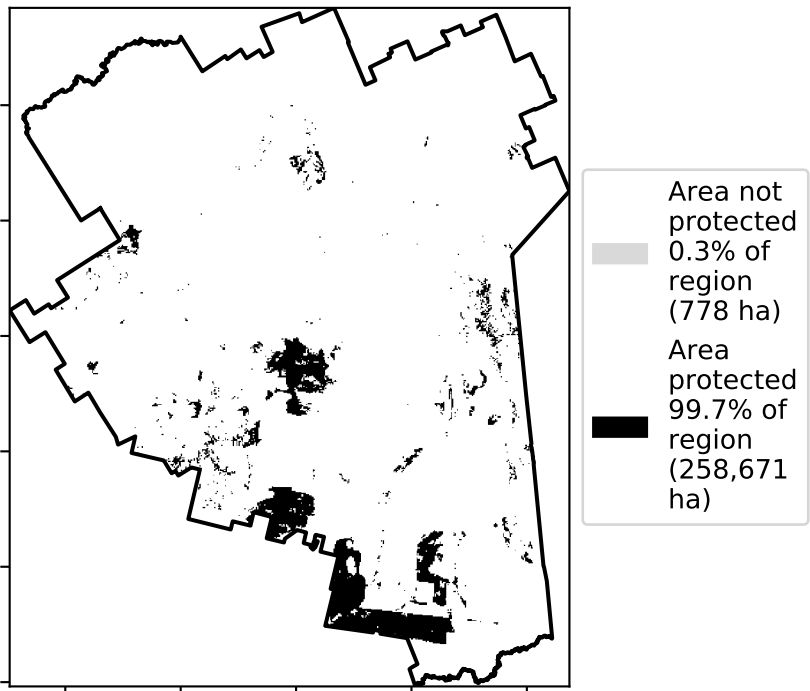 Area not
protected
0.3% of
region
(778 ha)
Area
protected
99.7% of
region
(258,671
ha)